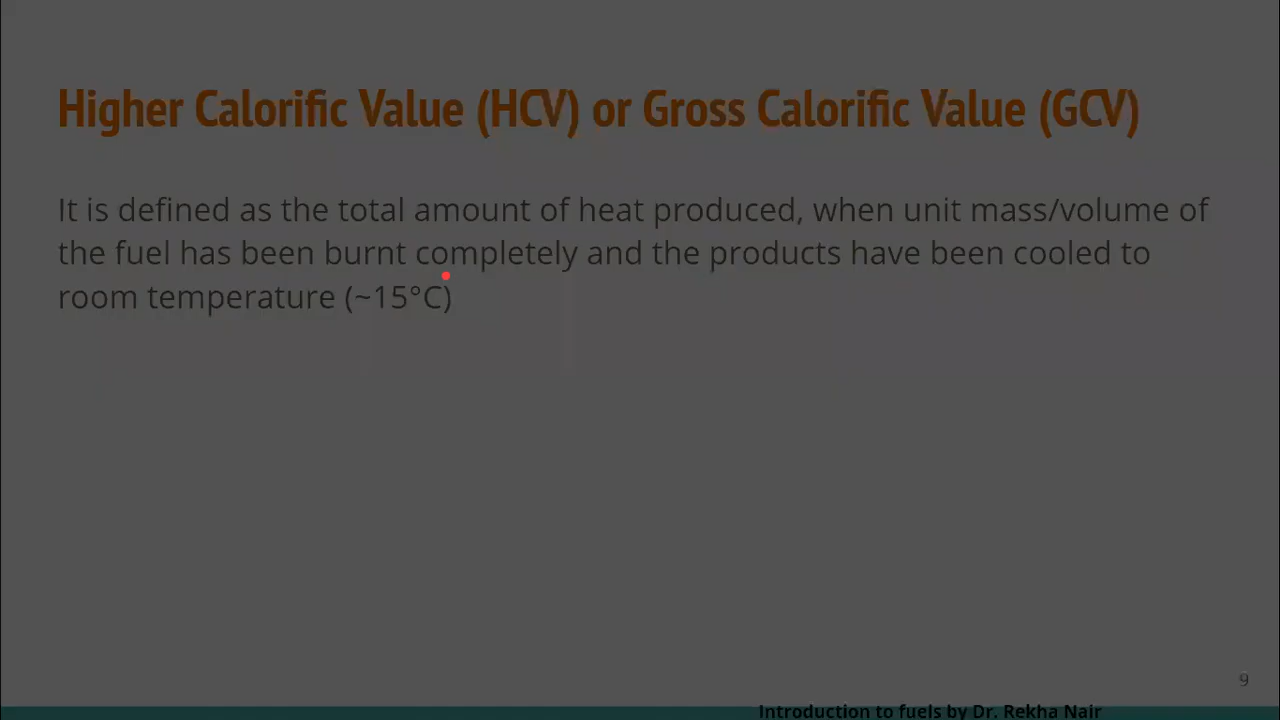 Higher Calorific Value (HCV) or Gross Calorific Value (GCV)
It is defined as the total amount of heat produced, when unit mass/volume of
the fuel has been burnt completely and the products have been cooled to
room temperature (~15°C)
9
Introduction to fuels by Dr. Rekha Nair